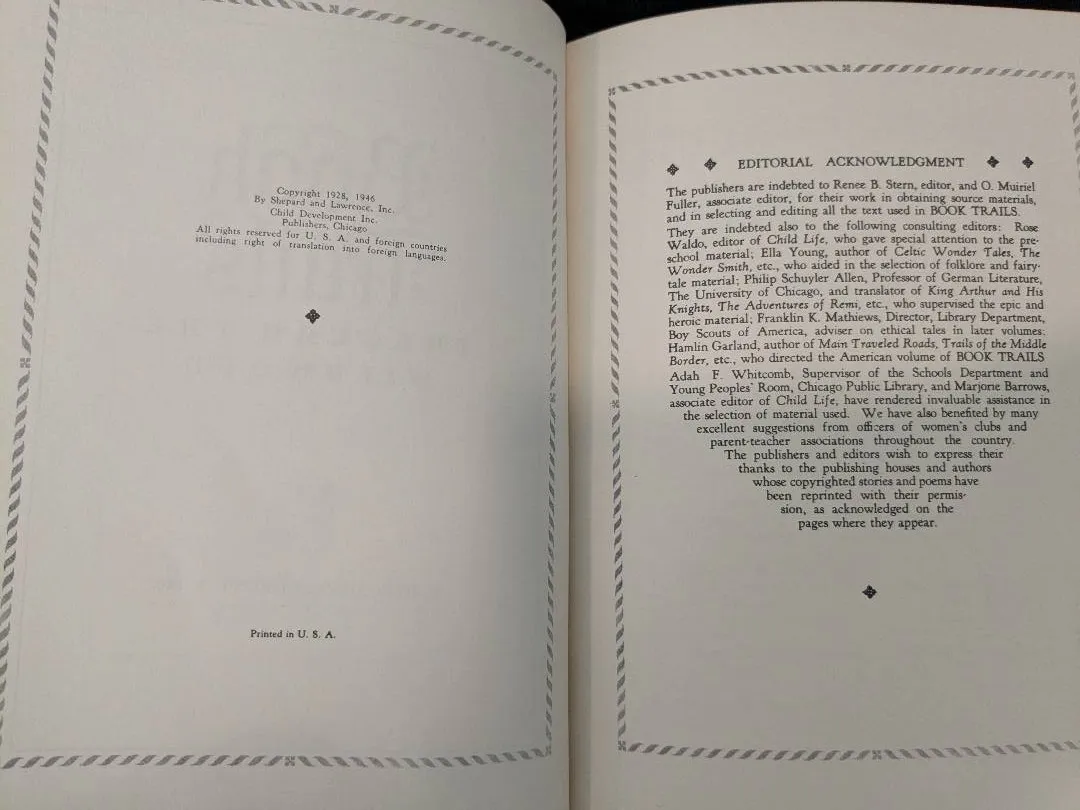 Copyright 1928, 1946
By Shepard and Lawrence, Inc.
Child Development Inc.
Publishers, Chicago
All rights reserved for U. S. A. and foreign countries
including right of translation into foreign languages.
Printed in U. S. A.
EDITORIAL ACKNOWLEDGMENT
The publishers are indebted to Renee B. Stern, editor, and O. Muiriel
Fuller, associate editor, for their work in obtaining source materials,
and in selecting and editing all the text used in BOOK TRAILS.
They are indebted also to the following consulting editors: Rose
Waldo, editor of Child Life, who gave special attention to the pre-
school material; Ella Young, author of Celtic Wonder Tales, The
Wonder Smith, etc., who aided in the selection of folklore and fairy-
tale material; Philip Schuyler Allen, Professor of German Literature,
The University of Chicago, and translator of King Arthur and His
Knights, The Adventures of Remi, etc., who supervised the epic and
heroic material; Franklin K. Mathiews, Director, Library Department,
Boy Scouts of America, adviser on ethical tales in later volumes;
Hamlin Garland, author of Main Traveled Roads, Trails of the Middle
Border, etc., who directed the American volume of BOOK TRAILS
Adah F. Whitcomb, Supervisor of the Schools Department and
Young Peoples' Room, Chicago Public Library, and Marjorie Barrows,
associate editor of Child Life, have rendered invaluable assistance in
the selection of material used. We have also benefited by many
excellent suggestions from officers of women's clubs and
parent-teacher associations throughout the country.
The publishers and editors wish to express their
thanks to the publishing houses and authors
whose copyrighted stories and poems have
been reprinted with their permis-
sion, as acknowledged on the
pages where they appear.